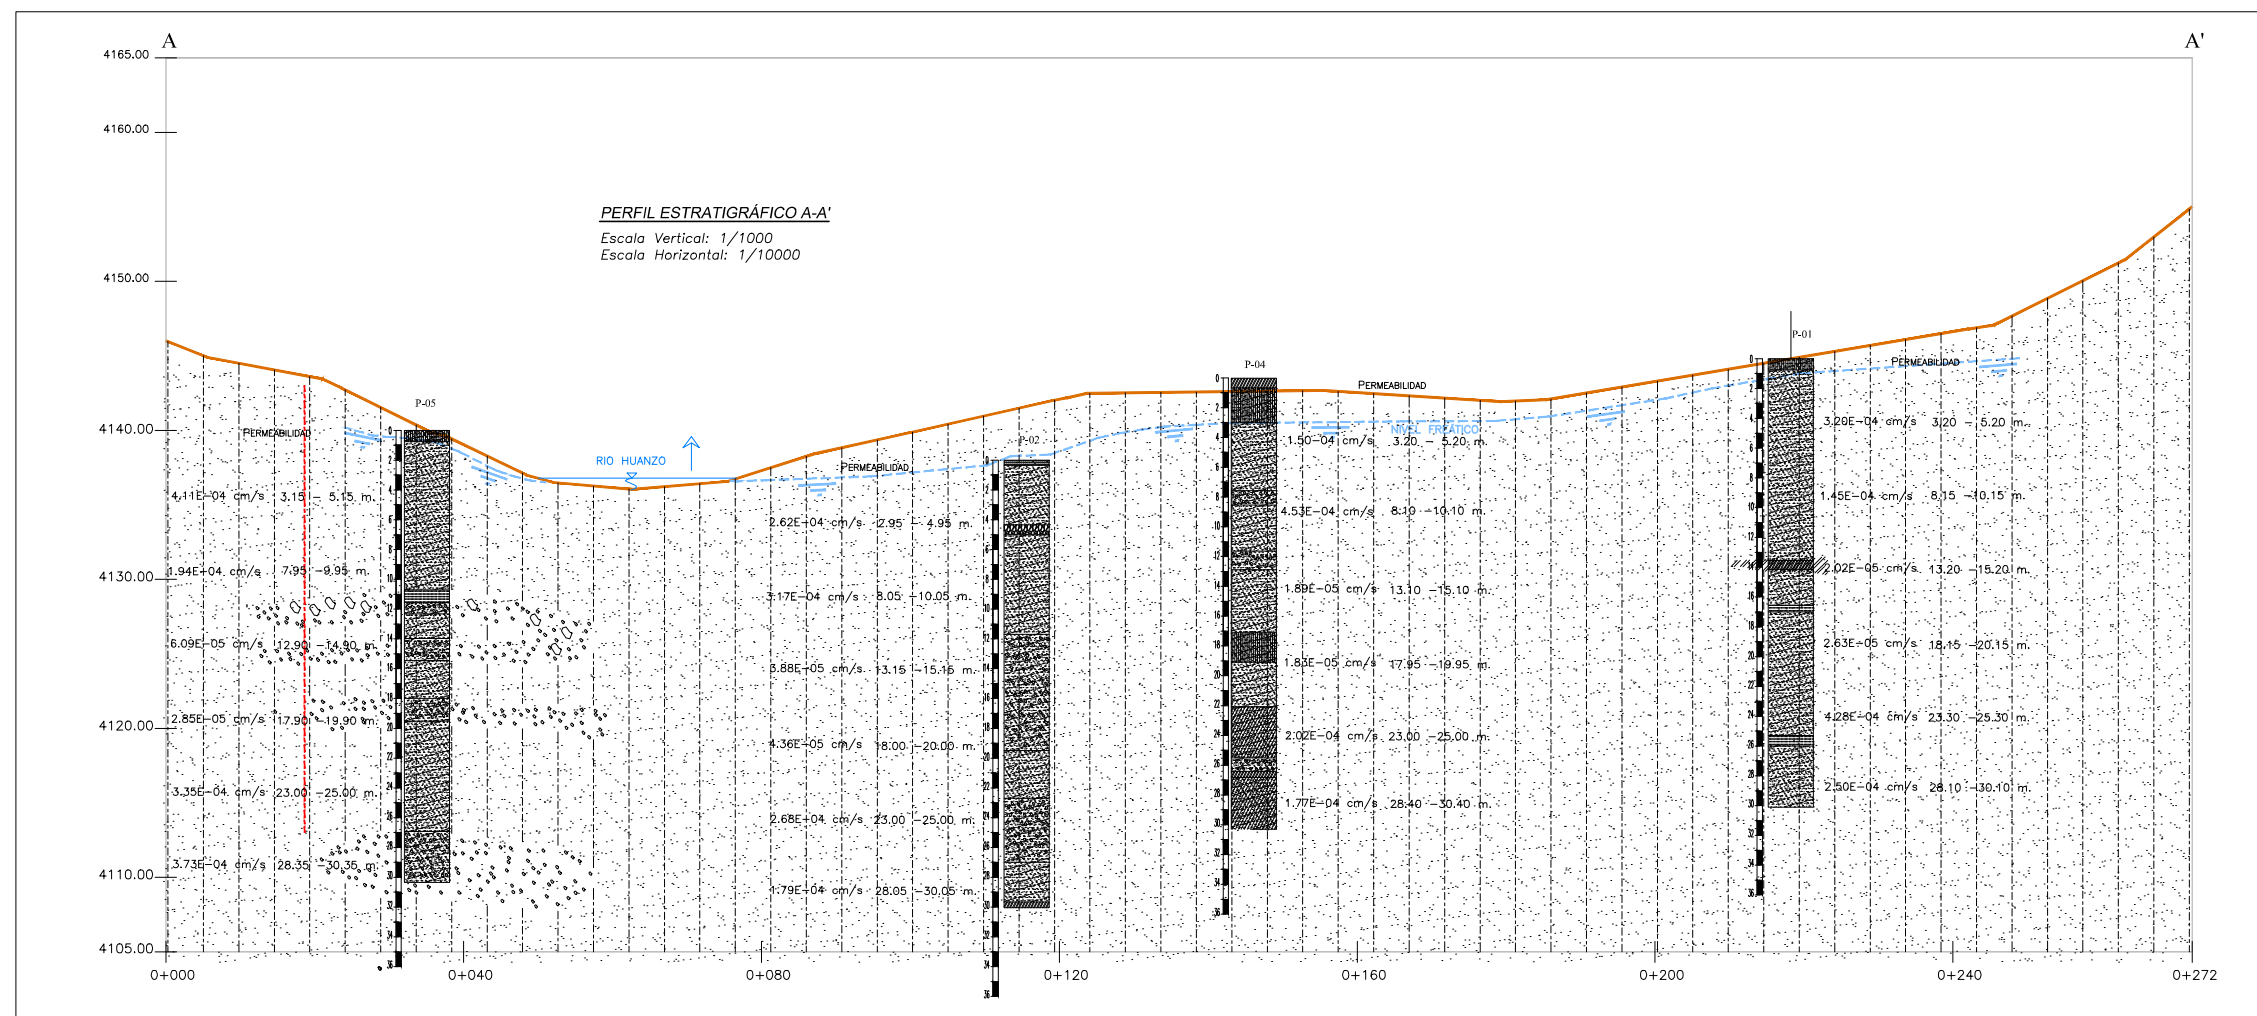 A
A'
4165.00
4160.00
PERFIL ESTRATIGRÁFICO A-A'
Escala Vertical: 1/1000
Escala Horizontal: 1/10000
4150.00
P-01
P-04
PERMEABILIDAD
PERMEABILIDAD
P-05
4140.00
PERMEABILIDAD
NIVEL FREÁTICO
P-02
RIO HUANZO
PERMEABILIDAD
4.11E-04 cm/s 3.15 - 5.15 m.
1.94E-04 cm/s 7.95 -9.95 m.
4130.00
6.09E-05 cm/s 12.90 -14.90 m.
2.85E-05 cm/s 17.90 -19.90 m.
4120.00
3.35E-04 cm/s 23.00 -25.00 m.
3.73E-04 cm/s 28.35 -30.35 m.
4110.00
2.62E-04 cm/s 2.95 - 4.95 m.
3.17E-04 cm/s 8.05 -10.05 m.
3.88E-05 cm/s 13.15 -15.15 m.
4.36E-05 cm/s 18.00 -20.00 m.
2.68E-04 cm/s 23.00 -25.00 m.
1.79E-04 cm/s 28.05 -30.05 m.
1.50-04 cm/s 3.20 - 5.20 m.
4.53E-04 cm/s 8.10 -10.10 m.
1.89E-05 cm/s 13.10 -15.10 m.
1.83E-05 cm/s 17.95 -19.95 m.
2.02E-04 cm/s 23.00 -25.00 m.
1.77E-04 cm/s 28.40 -30.40 m.
3.20E-04 cm/s 3.20 - 5.20 m.
1.45E-04 cm/s 8.15 -10.15 m.
2.02E-05 cm/s 13.20 -15.20 m.
2.63E-05 cm/s 18.15 -20.15 m.
4.28E-04 cm/s 23.30 -25.30 m.
2.50E-04 cm/s 28.10 -30.10 m.
4105.00
0+000
0+040
0+080
0+120
0+160
0+200
0+240
0+272